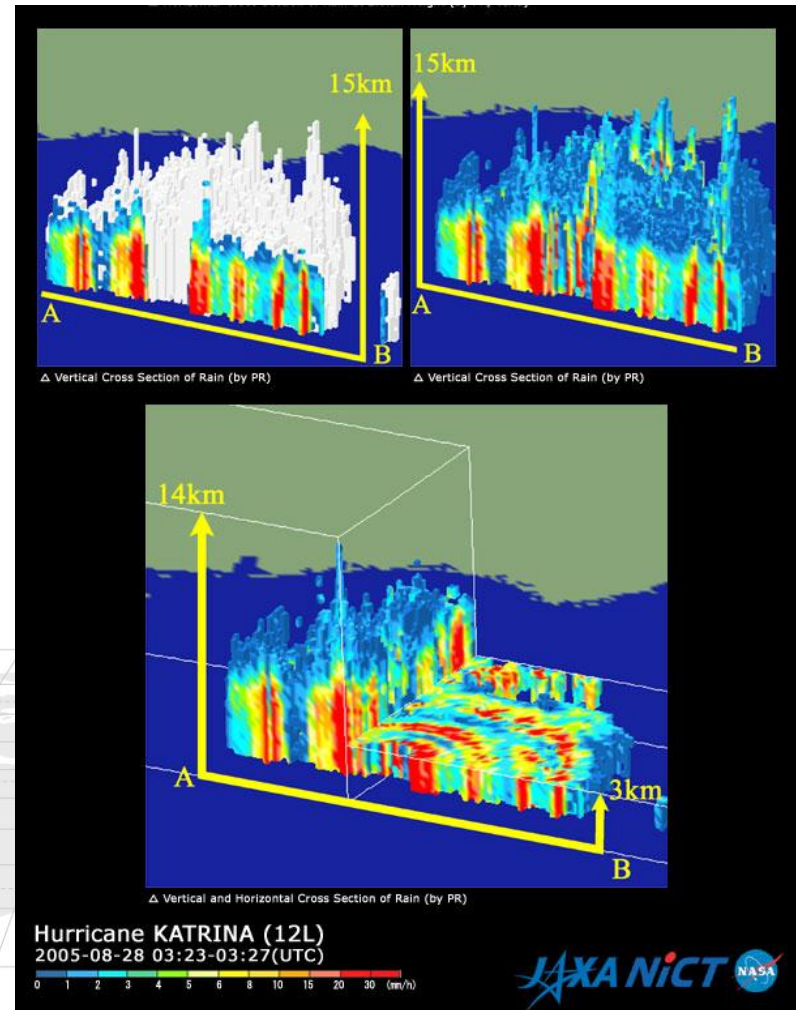 15km
15km
A
B
A
B
△ Vertical Cross Section of Rain (by PR)
△ Vertical Cross Section of Rain (by PR)
14km
A
3km
B
△ Vertical and Horizontal Cross Section of Rain (by PR)
Hurricane KATRINA (12L)
2005-08-28 03:23-03:27(UTC)
0 1 2 3 4 5 6 8 10 15 20 30 (mm/h)
JAXA NiCT NASA